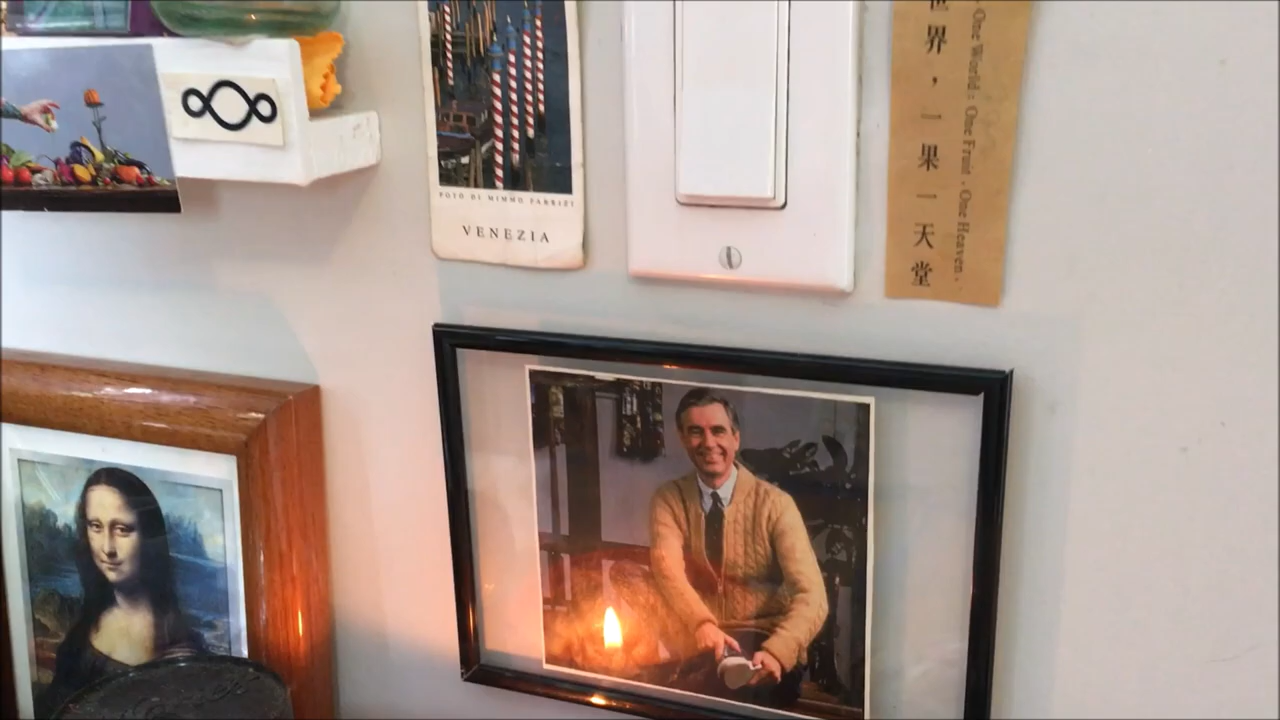 FOTO DI MIMMO FABRIZI
VENEZIA
世界，一果一天堂
One World : One Fruit , One Heaven .